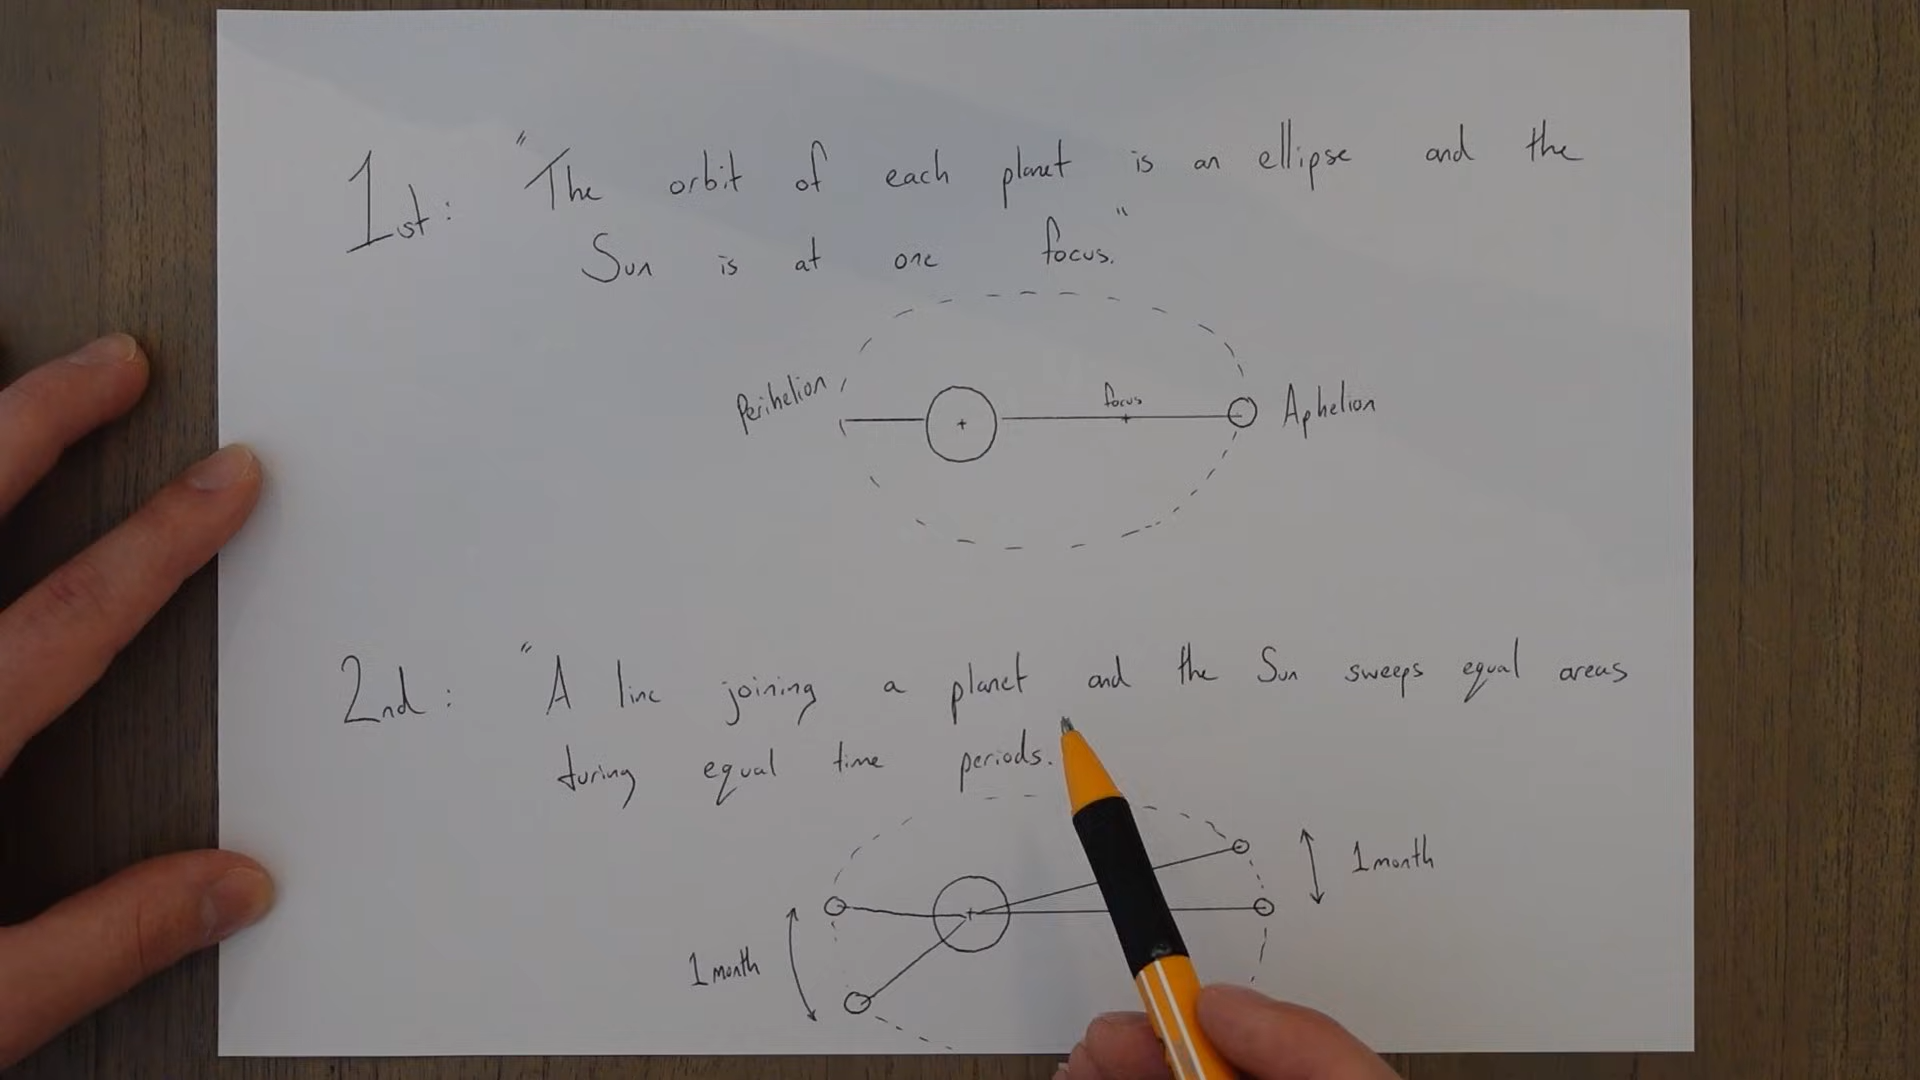 1st: "The orbit of each planet is an ellipse and the
Sun is at one focus."
Perihelion
focus
Aphelion
2nd: "A line joining a planet and the Sun sweeps equal areas
during equal time periods.
1 month
1 month